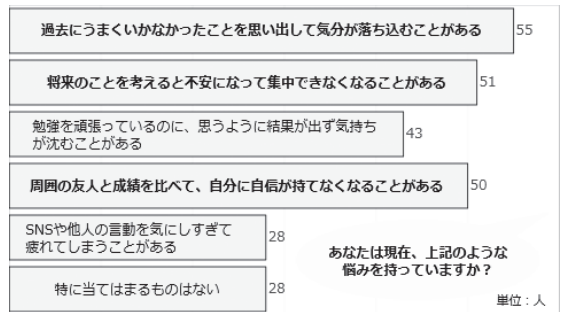 過去にうまくいかなかったことを思い出して気分が落ち込むことがある
55
将来のことを考えると不安になって集中できなくなることがある
51
勉強を頑張っているのに、思うように結果が出ず気持ち
が沈むことがある
43
周囲の友人と成績を比べて、自分に自信が持てなくなることがある
50
SNSや他人の言動を気にしすぎて
疲れてしまうことがある
28
特に当てはまるものはない
28
あなたは現在、上記のような
悩みを持っていますか？
単位：人